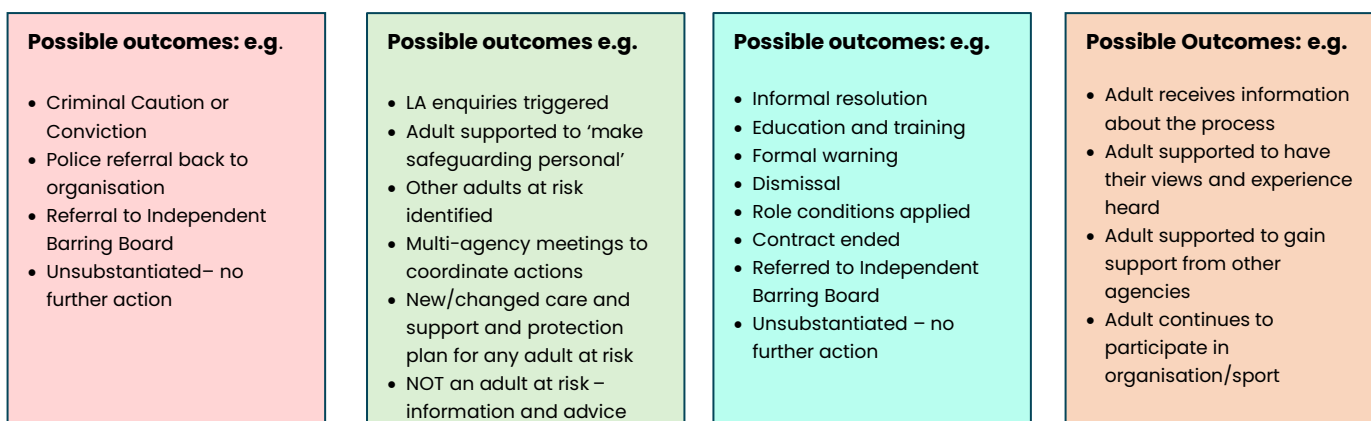 Possible outcomes: e.g.
• Criminal Caution or
Conviction
• Police referral back to
organisation
• Referral to Independent
Barring Board
• Unsubstantiated– no
further action
Possible outcomes e.g.
• LA enquiries triggered
• Adult supported to ‘make
safeguarding personal’
• Other adults at risk
identified
• Multi-agency meetings to
coordinate actions
• New/changed care and
support and protection
plan for any adult at risk
• NOT an adult at risk –
information and advice
Possible outcomes: e.g.
• Informal resolution
• Education and training
• Formal warning
• Dismissal
• Role conditions applied
• Contract ended
• Referred to Independent
Barring Board
• Unsubstantiated – no
further action
Possible Outcomes: e.g.
• Adult receives information
about the process
• Adult supported to have
their views and experience
heard
• Adult supported to gain
support from other
agencies
• Adult continues to
participate in
organisation/sport